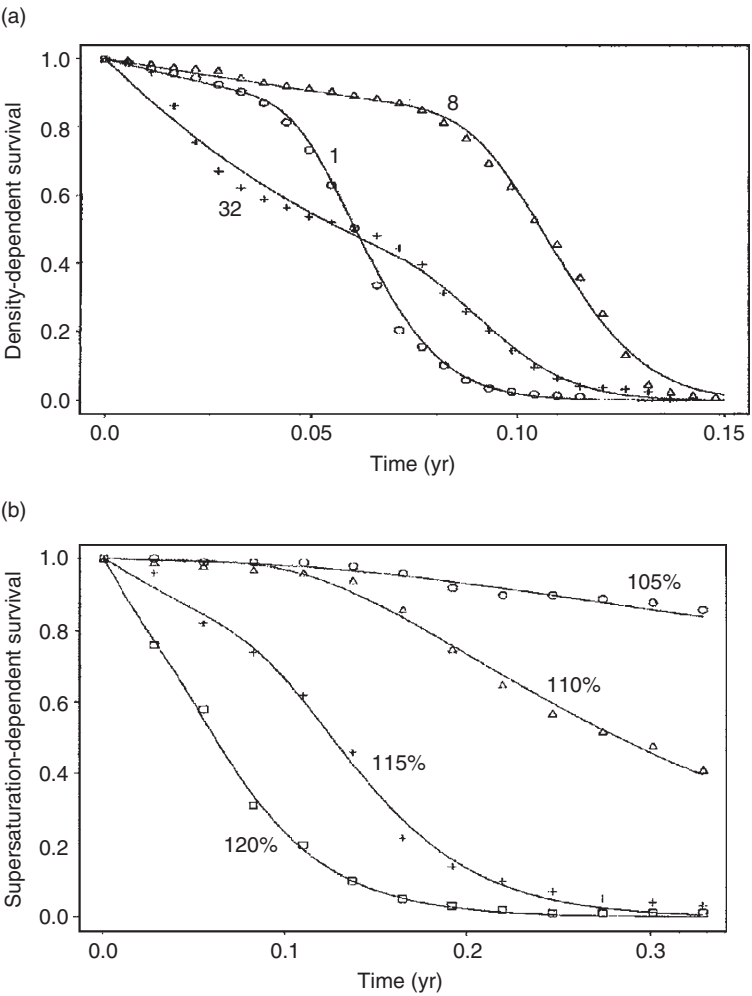 (a)
Density-dependent survival
1.0
0.8
0.6
0.4
0.2
0.0
8
1
32
0.0 0.05 0.10 0.15
Time (yr)
(b)
Supersaturation-dependent survival
1.0
0.8
0.6
0.4
0.2
0.0
105%
110%
115%
120%
0.0 0.1 0.2 0.3
Time (yr)